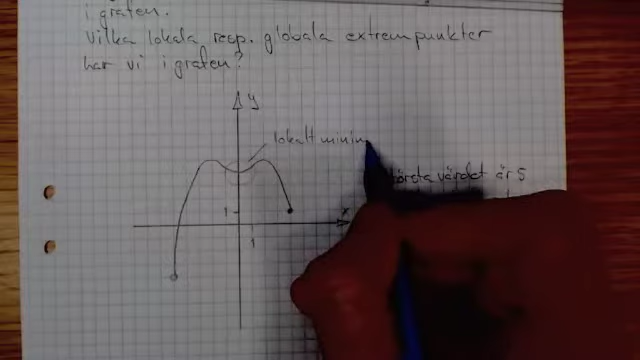 i grafen.
Vilka lokala resp. globala extrempunkter
har vi i grafen?
y
lokalt minim
största värdet är 5
1
x
1